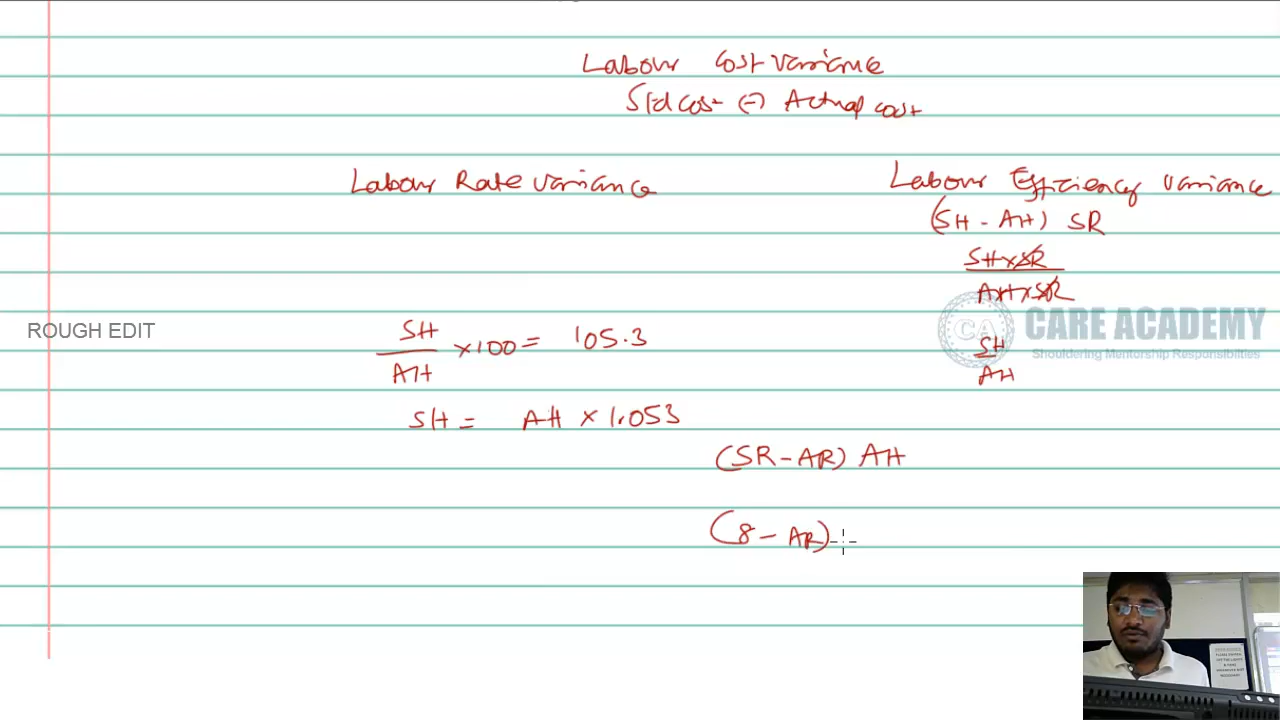 Labour Cost Variance
Std cost (-) Actual cost
Labour Rate Variance
Labour Efficiency Variance
(SH - AH) SR
SH×SR
AH×SR
ROUGH EDIT
CA
CARE ACADEMY
Shouldering Mentorship Responsibilities
SH
AH
SH
AH
×100 = 105.3
SH = AH × 1.053
(SR - AR) AH
(8 - AR)